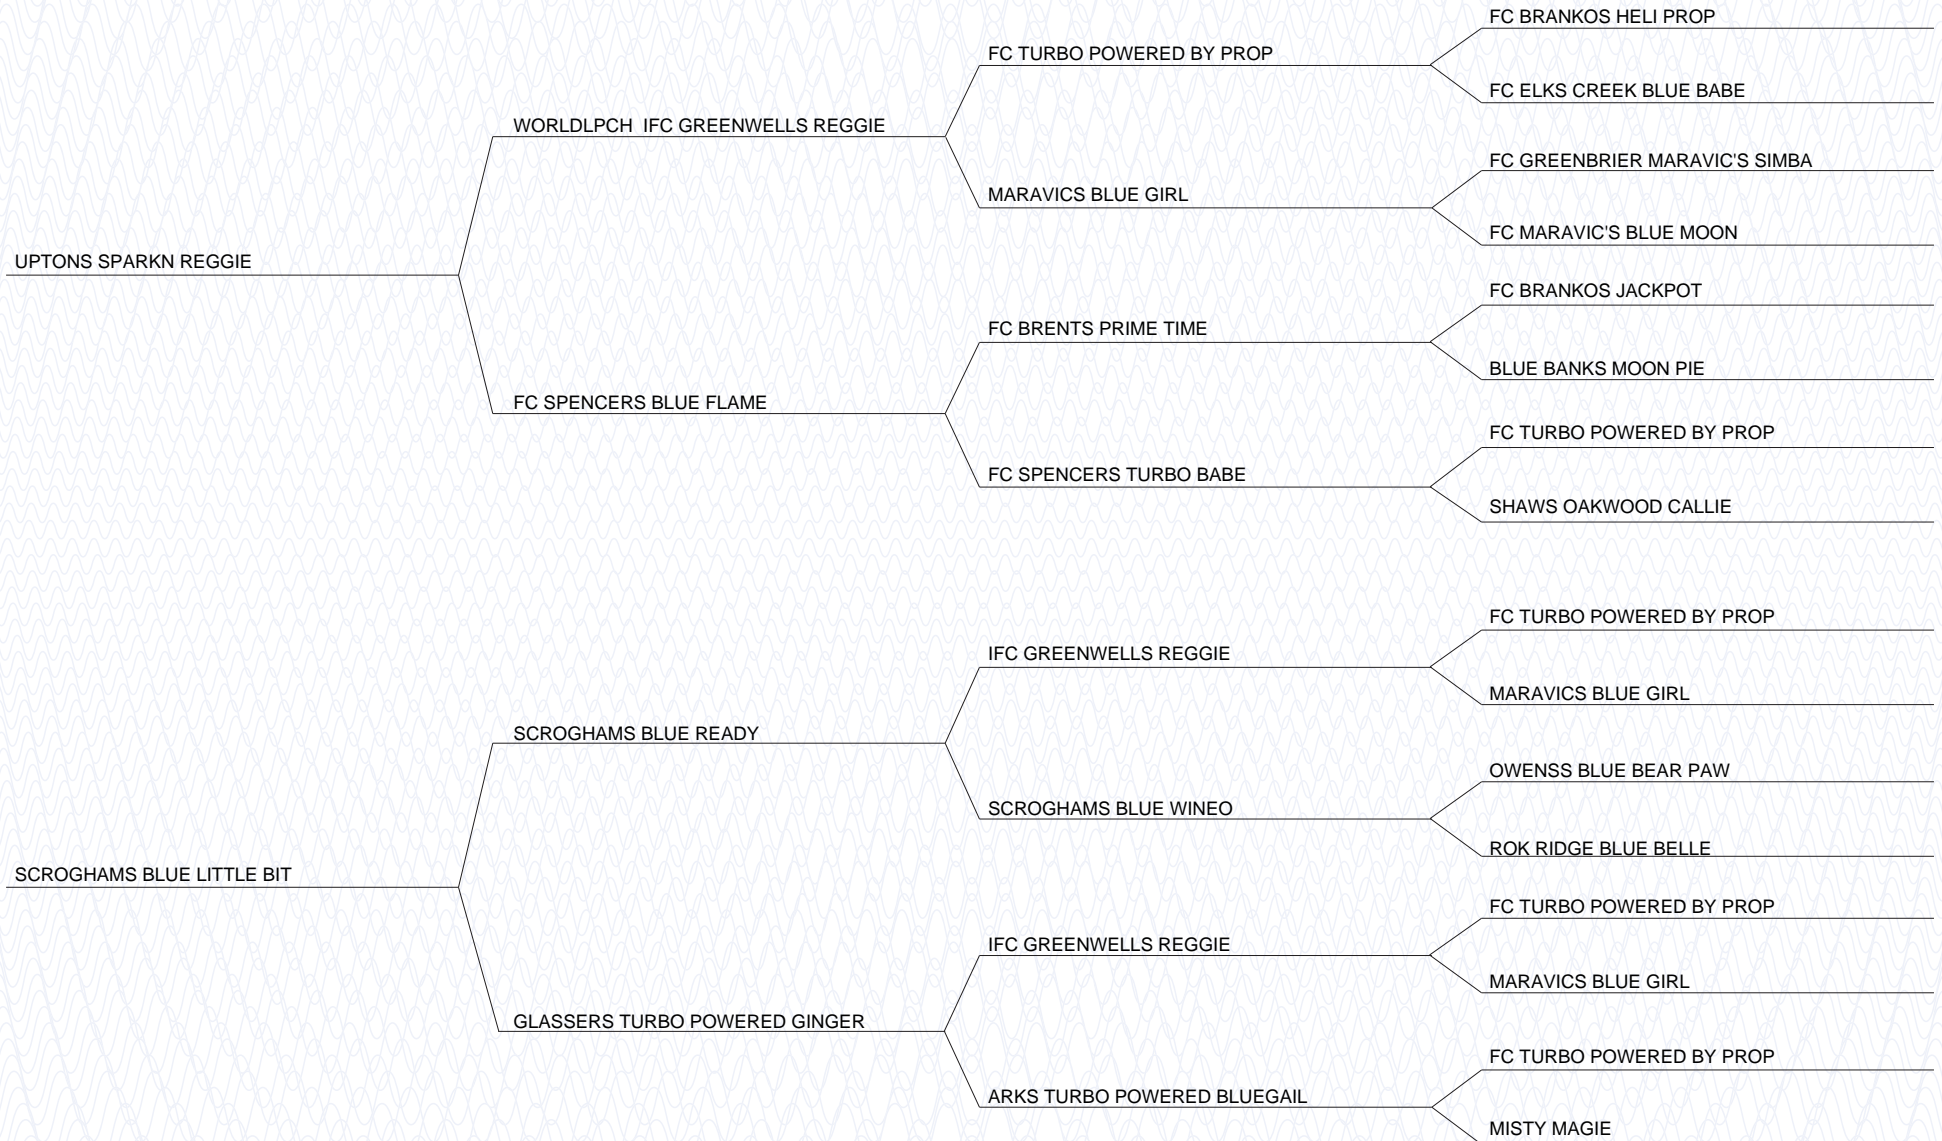 FC BRANKOS HELI PROP
FC TURBO POWERED BY PROP
FC ELKS CREEK BLUE BABE
WORLDLPCH  IFC GREENWELLS REGGIE
FC GREENBRIER MARAVIC'S SIMBA
MARAVICS BLUE GIRL
FC MARAVIC'S BLUE MOON
UPTONS SPARKN REGGIE
FC BRANKOS JACKPOT
FC BRENTS PRIME TIME
BLUE BANKS MOON PIE
FC SPENCERS BLUE FLAME
FC TURBO POWERED BY PROP
FC SPENCERS TURBO BABE
SHAWS OAKWOOD CALLIE
FC TURBO POWERED BY PROP
IFC GREENWELLS REGGIE
MARAVICS BLUE GIRL
SCROGHAMS BLUE READY
OWENSS BLUE BEAR PAW
SCROGHAMS BLUE WINEO
ROK RIDGE BLUE BELLE
SCROGHAMS BLUE LITTLE BIT
FC TURBO POWERED BY PROP
IFC GREENWELLS REGGIE
MARAVICS BLUE GIRL
GLASSERS TURBO POWERED GINGER
FC TURBO POWERED BY PROP
ARKS TURBO POWERED BLUEGAIL
MISTY MAGIE